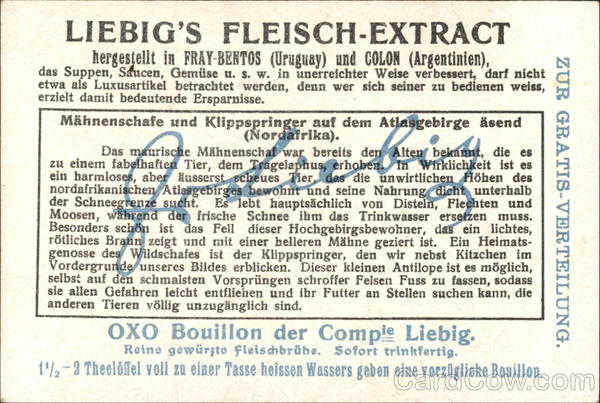 LIEBIG'S FLEISCH-EXTRACT
hergestellt in FRAY-BENTOS (Uruguay) und COLON (Argentinien),
das Suppen, Saucen, Gemüse u. s. w. in unerreichter Weise verbessert, darf nicht
etwa als Luxusartikel betrachtet werden, denn wer sich seiner zu bedienen weiss,
erzielt damit bedeutende Ersparnisse.
Mähnenschafe und Klippspringer auf dem Atlasgebirge äsend
(Nordafrika).
Das maurische Mähnenschaf war bereits den Alten bekannt, die es
zu einem fabelhaften Tier, dem Tragelaphus erhoben. In Wirklichkeit ist es
ein harmloses, aber äusserst scheues Tier, das die unwirtlichen Höhen des
nordafrikanischen Atlasgebirges bewohnt und seine Nahrung dicht unterhalb
der Schneegrenze sucht. Es lebt hauptsächlich von Disteln, Flechten und
Moosen, während der frische Schnee ihm das Trinkwasser ersetzen muss.
Besonders schön ist das Fell dieser Hochgebirgsbewohner, das ein lichtes,
rötliches Braun zeigt und mit einer helleren Mähne geziert ist. Ein Heimats-
genosse des Wildschafes ist der Klippspringer, den wir nebst Kitzchen im
Vordergrunde unseres Bildes erblicken. Dieser kleinen Antilope ist es möglich,
selbst auf den schmalsten Vorsprüngen schroffer Felsen Fuss zu fassen, sodass
sie allen Gefahren leicht entfliehen und ihr Futter an Stellen suchen kann, die
anderen Tieren völlig unzugänglich sind.
J. v. Liebig
ZUR GRATIS-VERTEILUNG.
OXO Bouillon der Compie Liebig.
Reine gewürzte Fleischbrühe. Sofort trinkfertig.
1½–2 Theelöffel voll zu einer Tasse heissen Wassers geben eine vorzügliche Bouillon.
CardCow.com